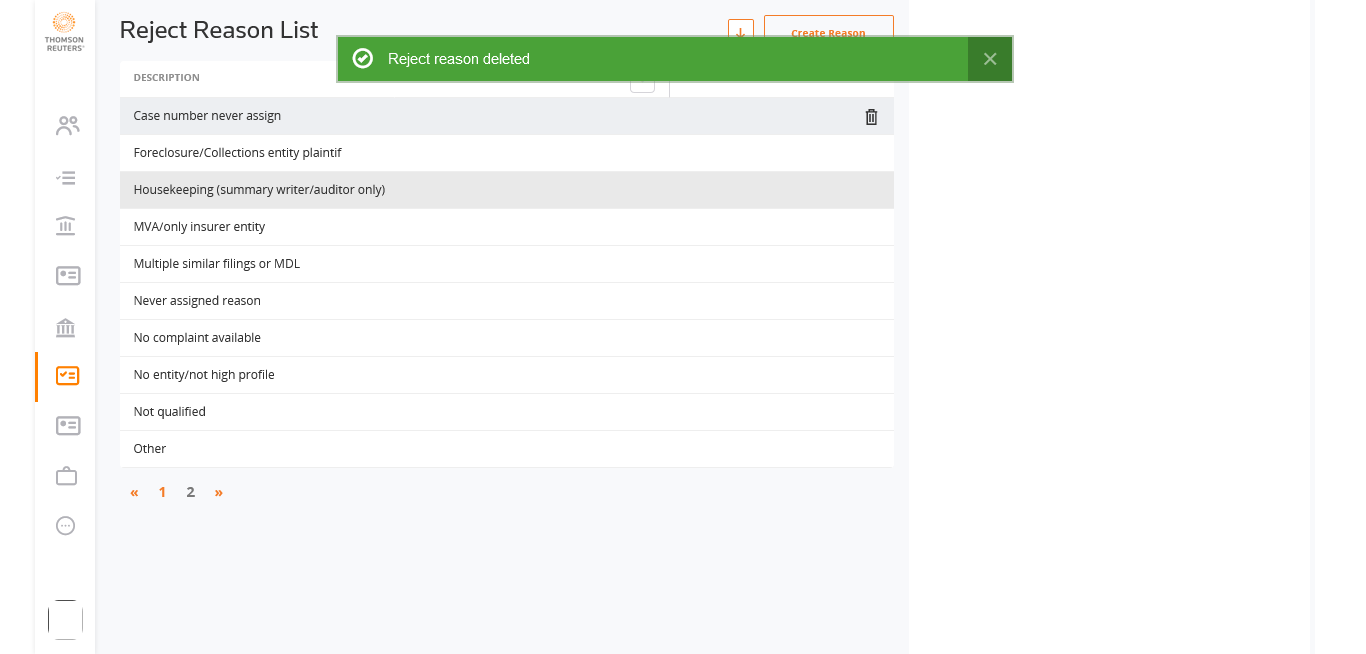 THOMSON
REUTERS
Reject Reason List
Create Reason
Reject reason deleted
DESCRIPTION
Case number never assign
Foreclosure/Collections entity plaintif
Housekeeping (summary writer/auditor only)
MVA/only insurer entity
Multiple similar filings or MDL
Never assigned reason
No complaint available
No entity/not high profile
Not qualified
Other
« 1 2 »